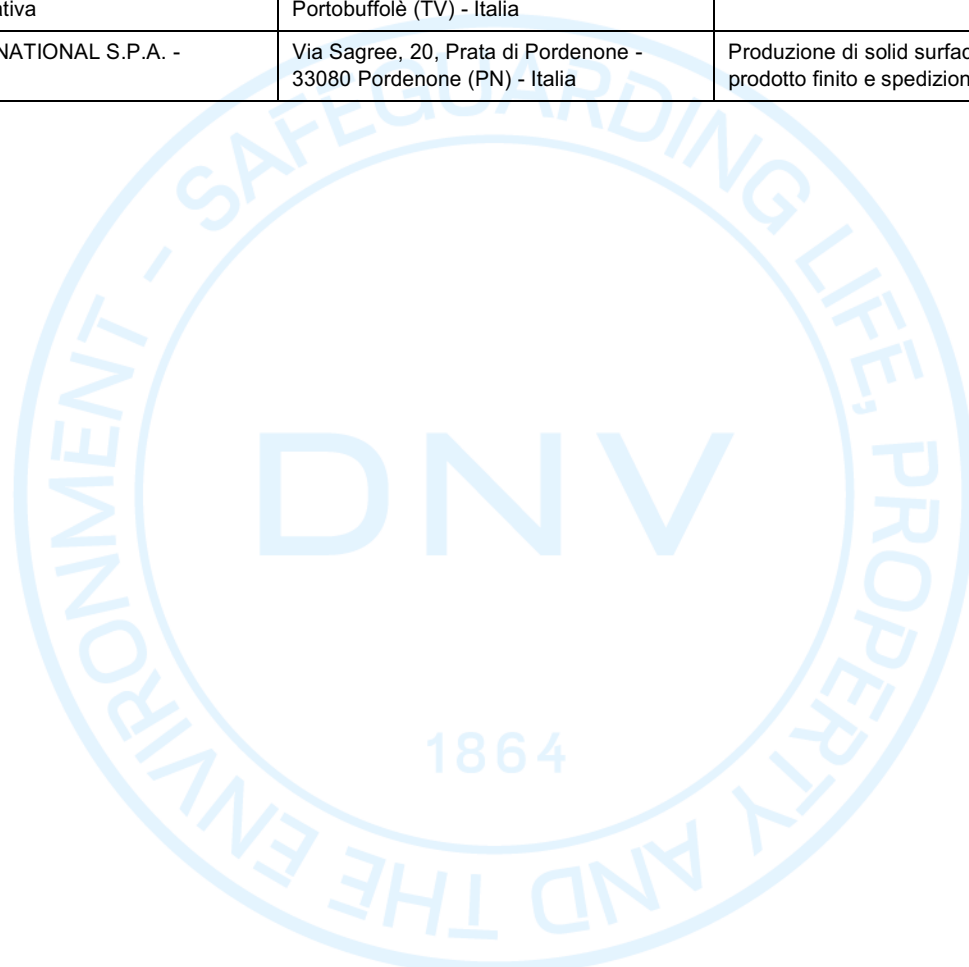 ativa
Portobuffolè (TV) - Italia
NATIONAL S.P.A. -
Via Sagree, 20, Prata di Pordenone -
33080 Pordenone (PN) - Italia
Produzione di solid surfac
prodotto finito e spedizion
SAFEGUARDING LIFE, PROPERTY AND THE ENVIRONMENT -
DNV
1864